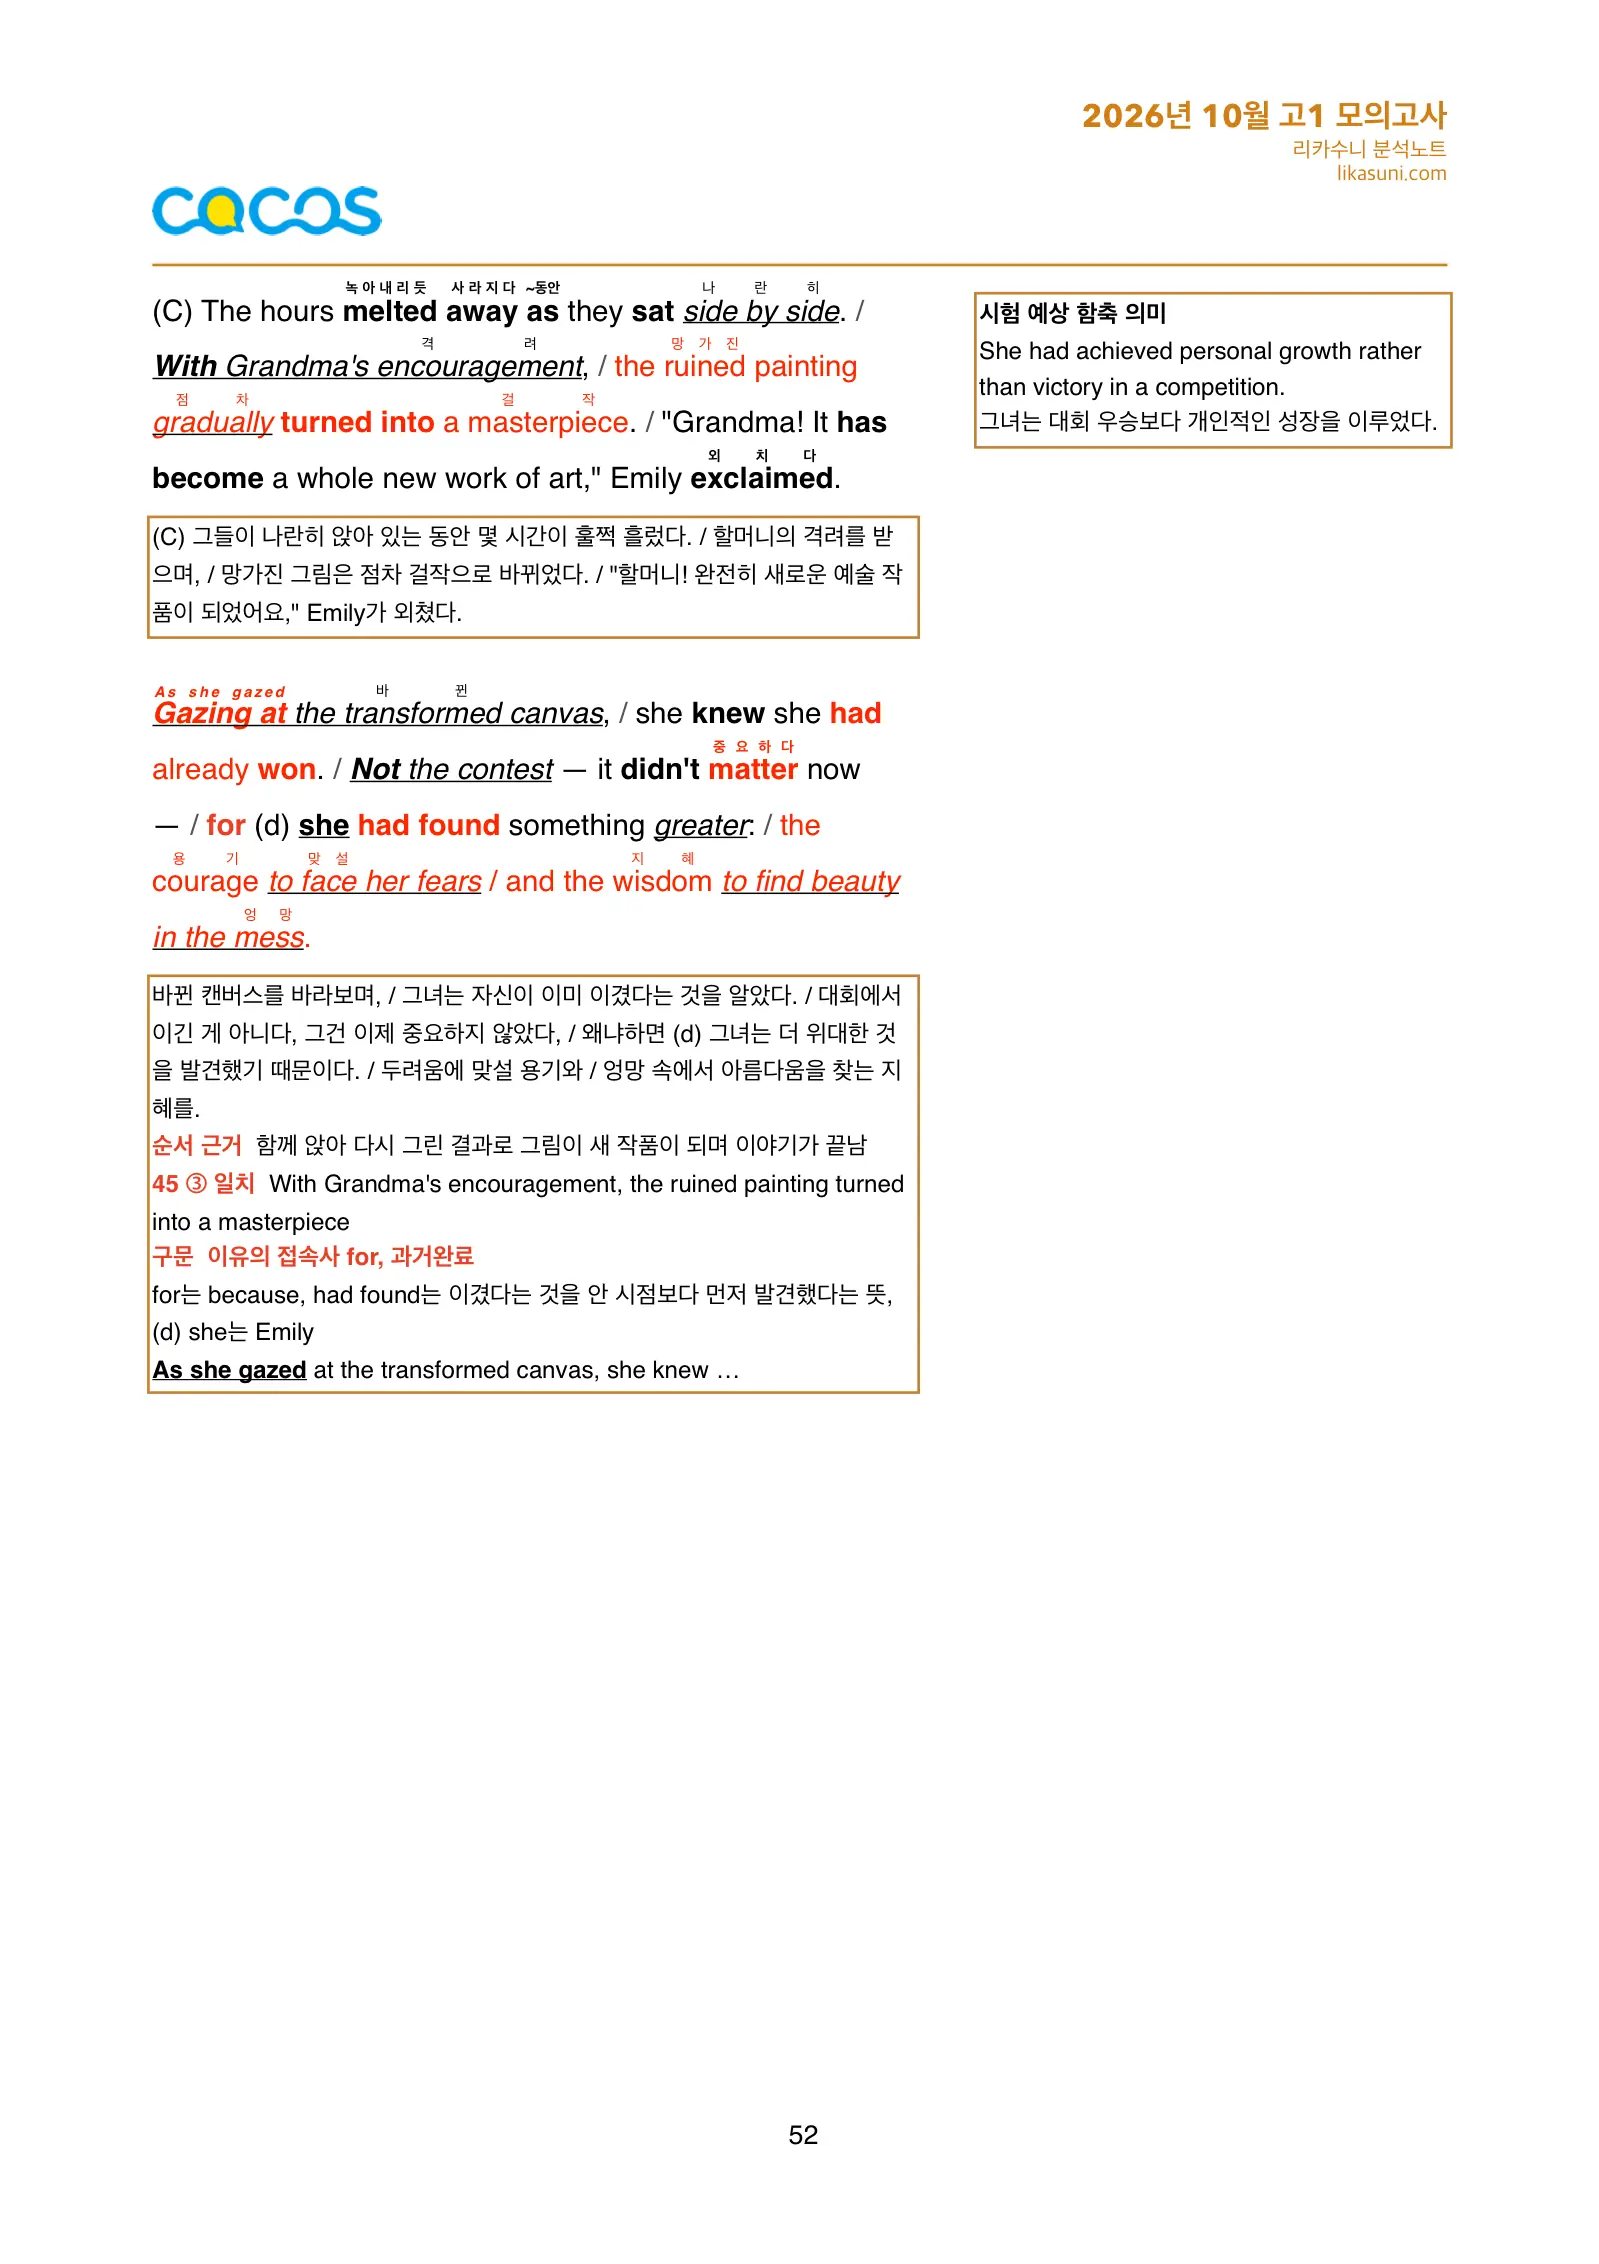 2026년 10월 고1 모의고사
리카수니 분석노트
likasuni.com
cacos
녹아내리듯 사라지다 ~동안 나란히
(C) The hours melted away as they sat side by side. /
격려 망가진
With Grandma's encouragement, / the ruined painting
점차 걸작
gradually turned into a masterpiece. / "Grandma! It has
외치다
become a whole new work of art," Emily exclaimed.
(C) 그들이 나란히 앉아 있는 동안 몇 시간이 훌쩍 흘렀다. / 할머니의 격려를 받
으며, / 망가진 그림은 점차 걸작으로 바뀌었다. / "할머니! 완전히 새로운 예술 작
품이 되었어요," Emily가 외쳤다.
As she gazed 바뀐
Gazing at the transformed canvas, / she knew she had
중요하다
already won. / Not the contest — it didn't matter now
— / for (d) she had found something greater: / the
용기 맞설 지혜
courage to face her fears / and the wisdom to find beauty
엉망
in the mess.
바뀐 캔버스를 바라보며, / 그녀는 자신이 이미 이겼다는 것을 알았다. / 대회에서
이긴 게 아니다, 그건 이제 중요하지 않았다, / 왜냐하면 (d) 그녀는 더 위대한 것
을 발견했기 때문이다. / 두려움에 맞설 용기와 / 엉망 속에서 아름다움을 찾는 지
혜를.
순서 근거 함께 앉아 다시 그린 결과로 그림이 새 작품이 되며 이야기가 끝남
45 ③ 일치 With Grandma's encouragement, the ruined painting turned
into a masterpiece
구문 이유의 접속사 for, 과거완료
for는 because, had found는 이겼다는 것을 안 시점보다 먼저 발견했다는 뜻,
(d) she는 Emily
As she gazed at the transformed canvas, she knew …
시험 예상 함축 의미
She had achieved personal growth rather
than victory in a competition.
그녀는 대회 우승보다 개인적인 성장을 이루었다.
52